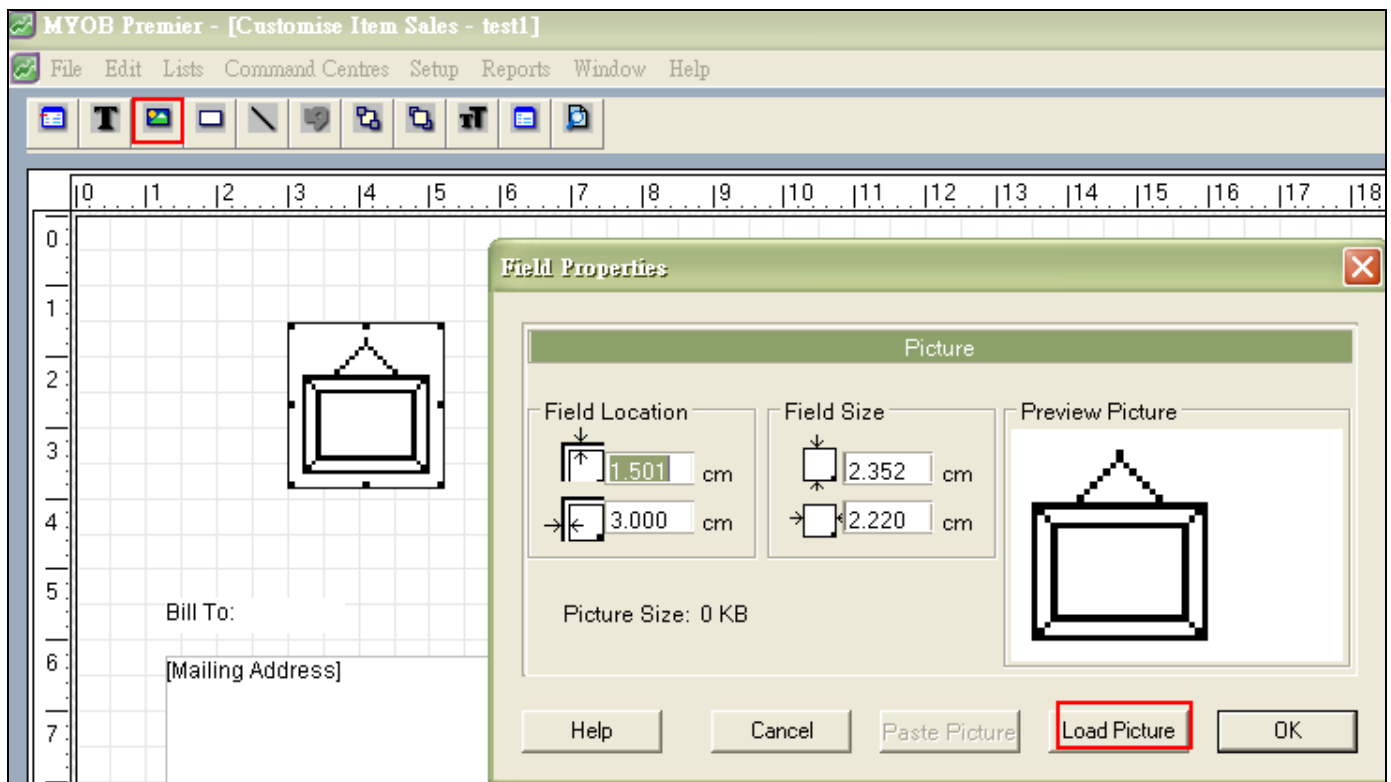 MYOB Premier - [Customise Item Sales - test1]
File Edit Lists Command Centres Setup Reports Window Help
T TT
0 1 2 3 4 5 6 7 8 9 10 11 12 13 14 15 16 17 18
0
Field Properties
1
Picture
2
Field Location Field Size Preview Picture
3
1.501 cm 2.352 cm
4
3.000 cm 2.220 cm
5
Bill To:
Picture Size: 0 KB
6
[Mailing Address]
7
Help Cancel Paste Picture Load Picture OK